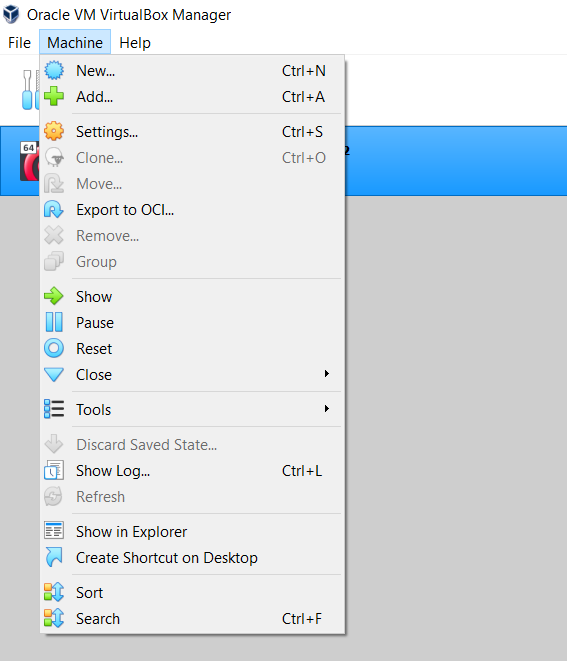 Oracle VM VirtualBox Manager
File Machine Help
New... Ctrl+N
Add... Ctrl+A
Settings... Ctrl+S
64 Clone... Ctrl+O 2
Move...
Export to OCI...
Remove...
Group
Show
Pause
Reset
Close
Tools
Discard Saved State...
Show Log... Ctrl+L
Refresh
Show in Explorer
Create Shortcut on Desktop
Sort
Search Ctrl+F